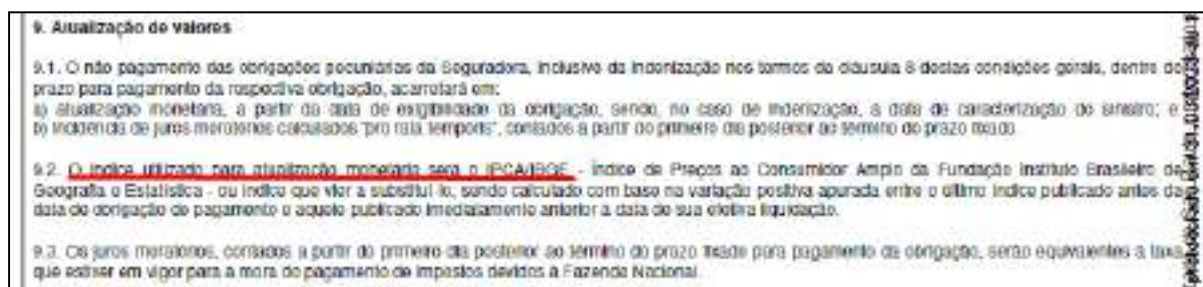 9. Atualização de valores
9.1. O não pagamento das obrigações pecuniárias da Seguradora, inclusive da indenização nos termos da cláusula 8 destas condições gerais, dentro do
prazo para pagamento da respectiva obrigação, acarretará em:
a) atualização monetária, a partir da data de exigibilidade da obrigação, sendo, no caso de indenização, a data de caracterização do sinistro; e
b) incidência de juros moratórios calculados "pro rata temporis", contados a partir do primeiro dia posterior ao término do prazo fixado.
9.2. O índice utilizado para atualização monetária será o IPCA/IBGE - Índice de Preços ao Consumidor Amplo da Fundação Instituto Brasileiro de
Geografia e Estatística - ou índice que vier a substituí-lo, sendo calculado com base na variação positiva apurada entre o último índice publicado antes da
data de obrigação de pagamento e aquele publicado imediatamente anterior à data de sua efetiva liquidação.
9.3. Os juros moratórios, contados a partir do primeiro dia posterior ao término do prazo fixado para pagamento da obrigação, serão equivalentes à taxa
que estiver em vigor para a mora do pagamento de impostos devidos à Fazenda Nacional.